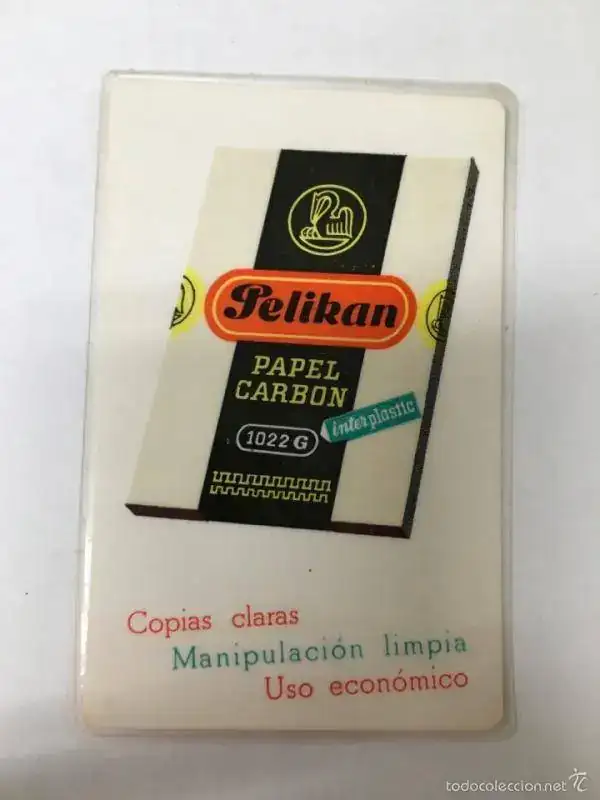 Pelikan
PAPEL
CARBON
interplastic
1022 G
Copias claras
Manipulación limpia
Uso económico
todocoleccion.net